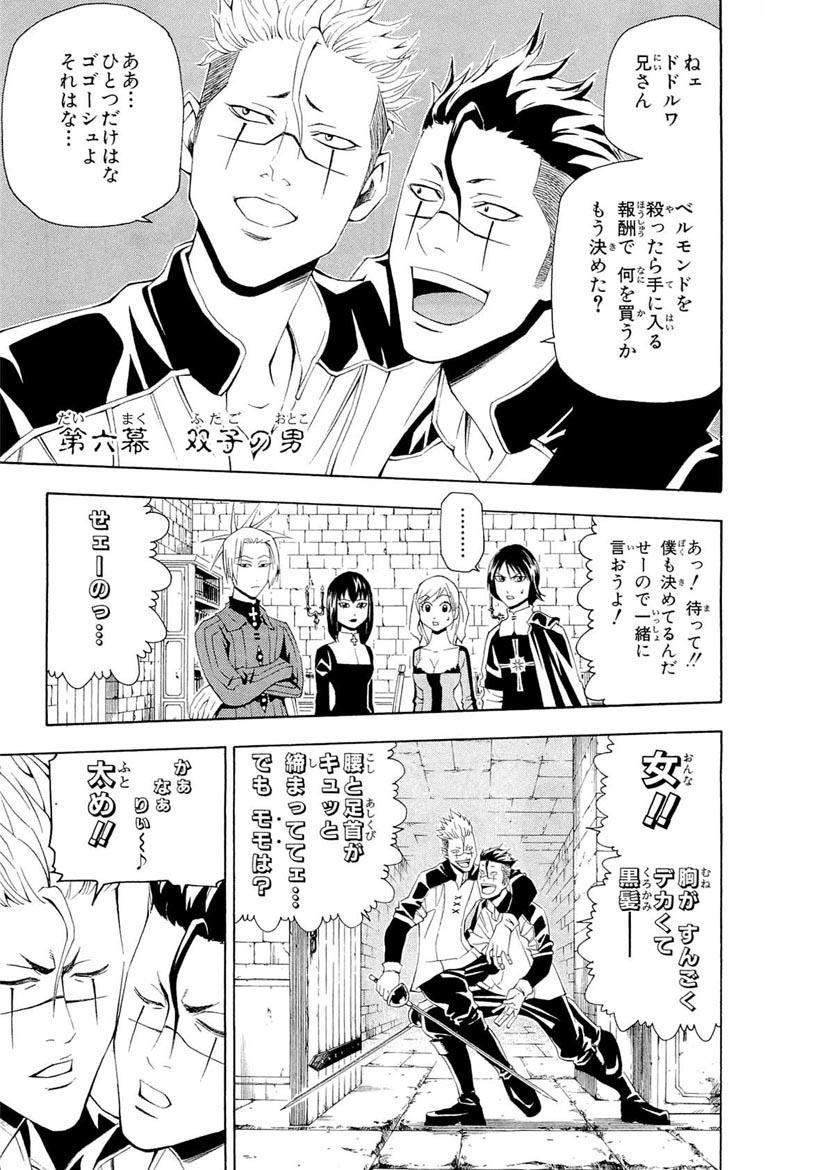 ねェ
ドドルワ
兄さん
ベルモンドを
殺ったら手に入る
報酬で 何を買うか
もう決めた?
ああ…
ひとつだけはな
ゴゴーシュよ
それはな…
第六幕 双子の男
あっ! 待って!!
僕も決めてるんだ
せーので一緒に
言おうよ!
………
せェーのっ…
女!!
胸が すんごく
デカくて
黒髪──
腰と足首が
キュッと
締まっててェ…
でも モモは?
かぁ
なぁ
りぃ〜♪
太め!!